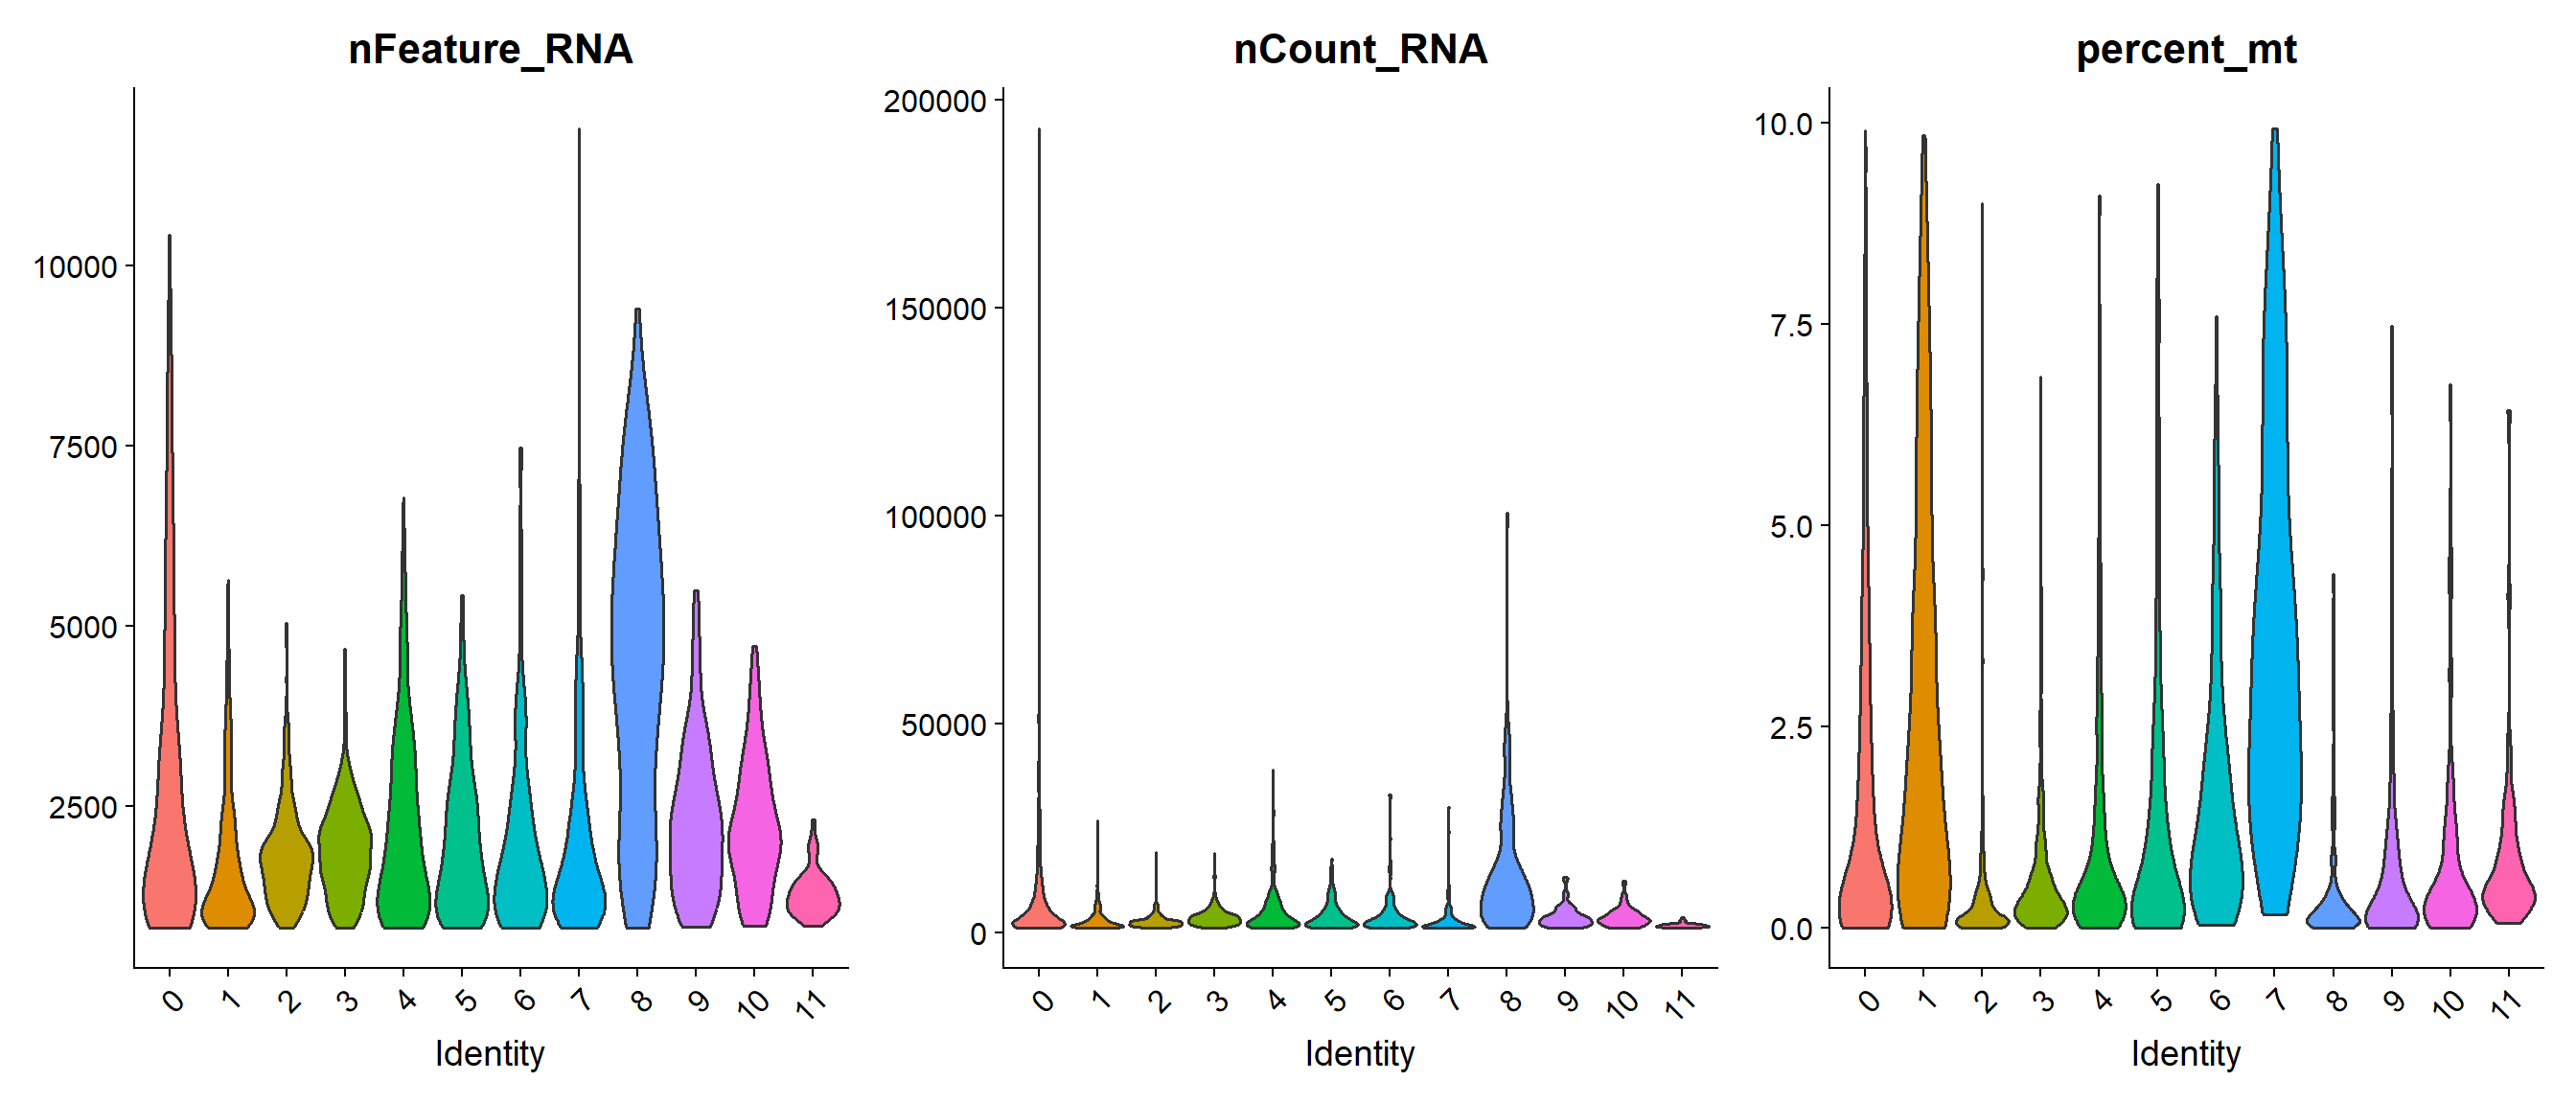 nFeature_RNA
10000
7500
5000
2500
0 1 2 3 4 5 6 7 8 9 10 11
Identity
nCount_RNA
200000
150000
100000
50000
0
0 1 2 3 4 5 6 7 8 9 10 11
Identity
percent_mt
10.0
7.5
5.0
2.5
0.0
0 1 2 3 4 5 6 7 8 9 10 11
Identity